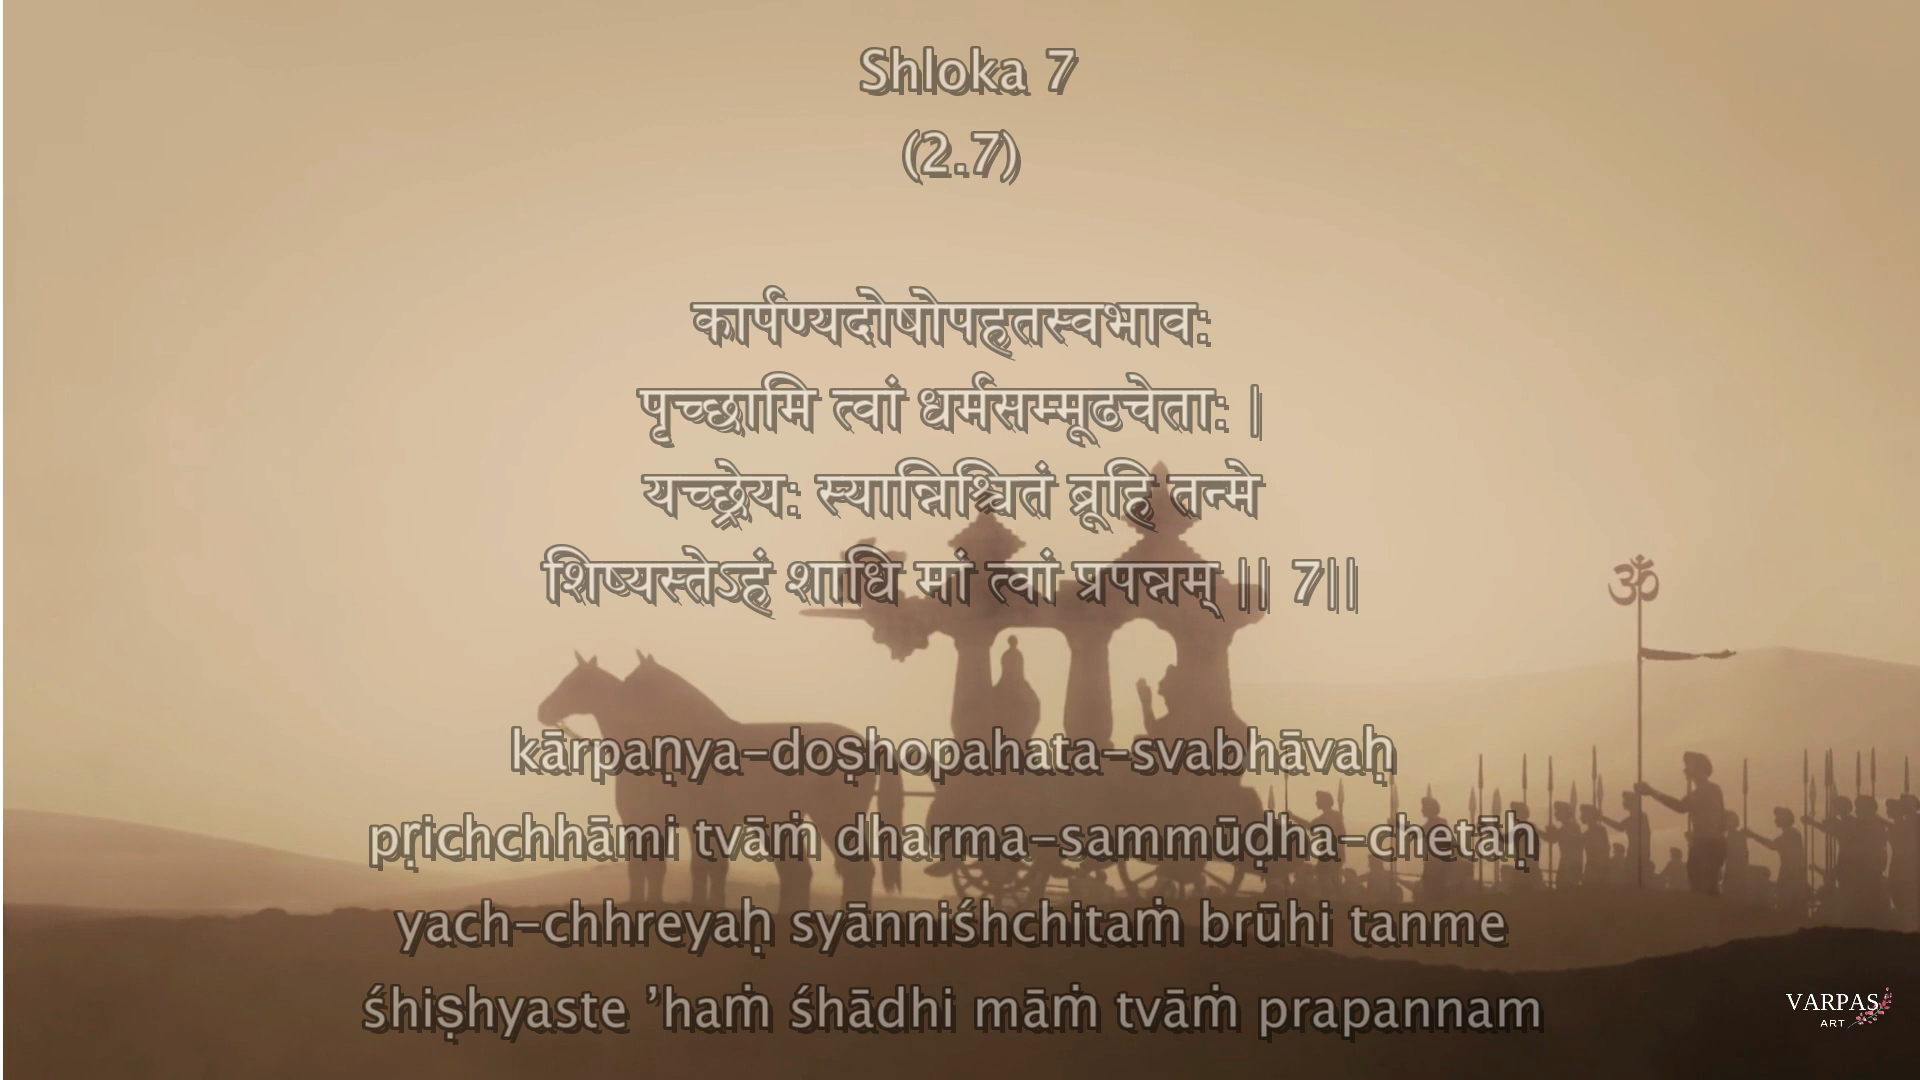 Shloka 7
(2.7)
कार्पण्यदोषोपहतस्वभाव:
पृच्छामि त्वां धर्मसम्मूढचेता: |
यच्छ्रेय: स्यान्निश्चितं ब्रूहि तन्मे
शिष्यस्तेऽहं शाधि मां त्वां प्रपन्नम् || 7||
kārpaṇya-doṣhopahata-svabhāvaḥ
pṛichchhāmi tvāṁ dharma-sammūḍha-chetāḥ
yach-chhreyaḥ syānniśhchitaṁ brūhi tanme
śhiṣhyaste ’haṁ śhādhi māṁ tvāṁ prapannam
ॐ
VARPAS
ART